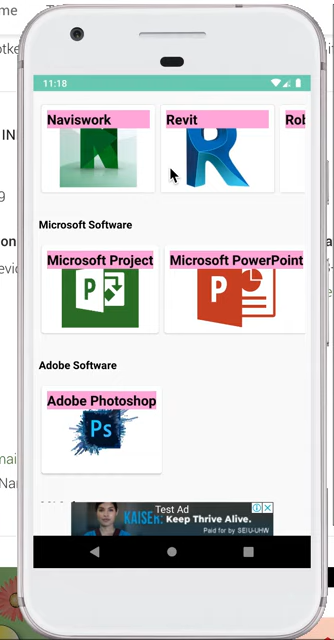 11:18
Naviswork
Revit
Rob
Microsoft Software
Microsoft Project
Microsoft PowerPoint
P
P
Adobe Software
Adobe Photoshop
Ps
Test Ad
KAISER: Keep Thrive Alive.
Paid for by SEIU-UHW